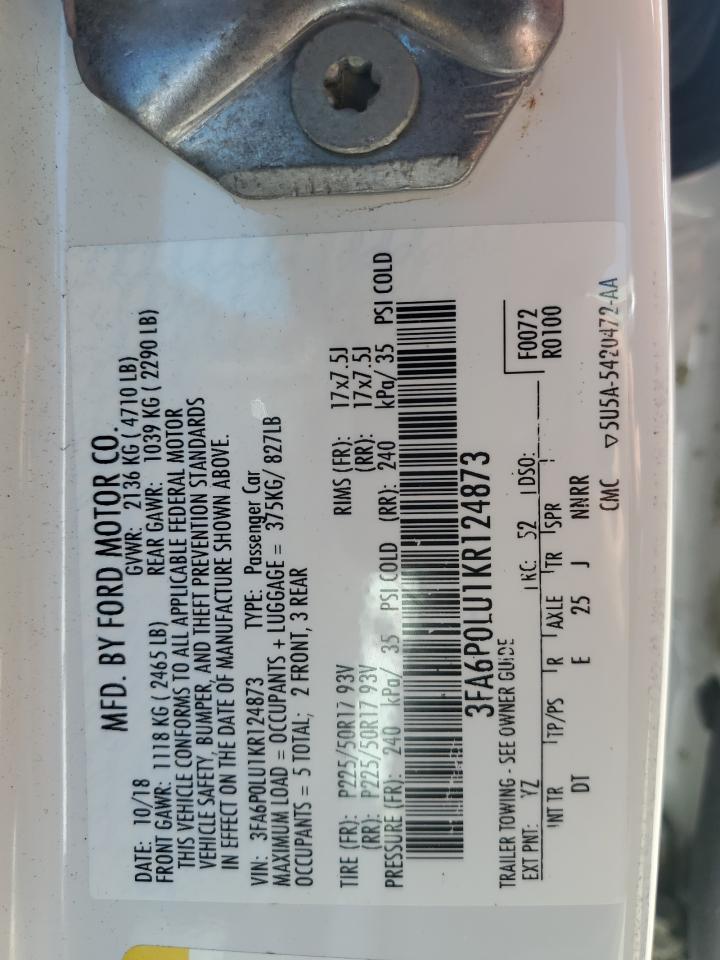 MFD. BY FORD MOTOR CO.
DATE: 10/18 GVWR: 2136 KG ( 4710 LB)
FRONT GAWR: 1118 KG ( 2465 LB) REAR GAWR: 1039 KG ( 2290 LB)
THIS VEHICLE CONFORMS TO ALL APPLICABLE FEDERAL MOTOR
VEHICLE SAFETY, BUMPER, AND THEFT PREVENTION STANDARDS
IN EFFECT ON THE DATE OF MANUFACTURE SHOWN ABOVE.
VIN: 3FA6P0LU1KR124873 TYPE: Passenger Car
MAXIMUM LOAD = OCCUPANTS + LUGGAGE = 375KG/ 827LB
OCCUPANTS = 5 TOTAL; 2 FRONT, 3 REAR
TIRE (FR): P225/50R17 93V RIMS (FR): 17x7.5J
(RR): P225/50R17 93V (RR): 17x7.5J
PRESSURE (FR): 240 kPa/ 35 PSI COLD (RR): 240 kPa/ 35 PSI COLD
3FA6P0LU1KR124873
TRAILER TOWING - SEE OWNER GUIDE
EXT PNT: YZ RC: 52 DSO: F0072
R0100
INT TR TP/PS R AXLE TR SPR
DT E 25 J NNRR
CMC ▽5U5A-5420472-AA